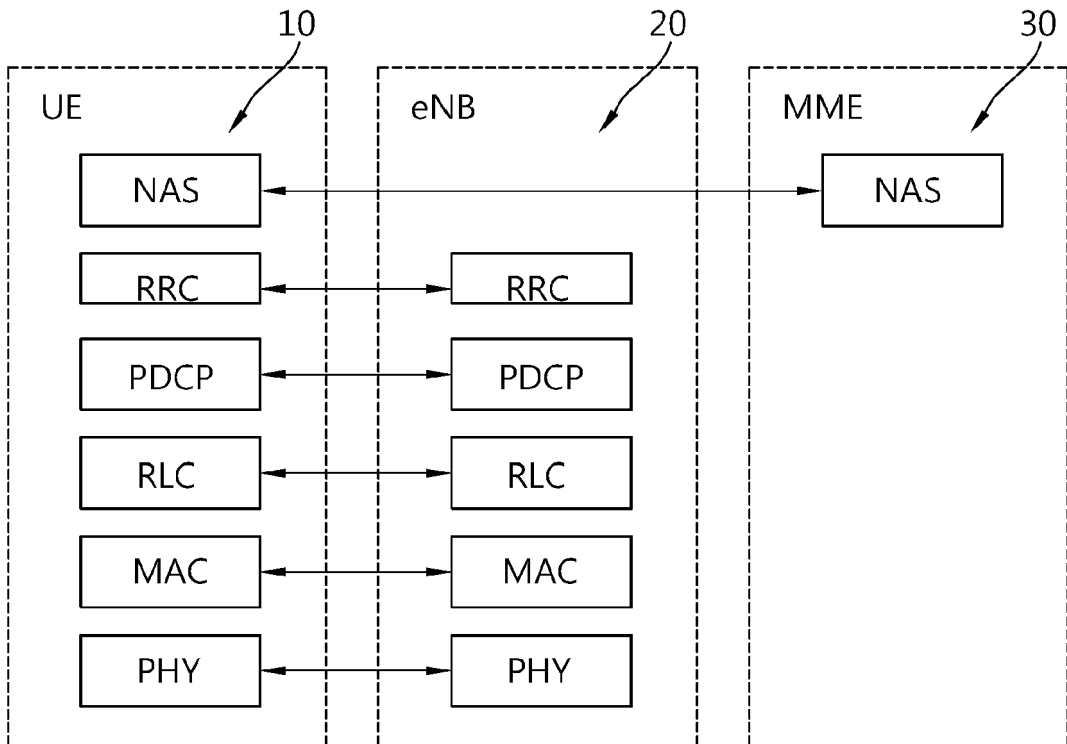 10
20
30
UE
eNB
MME
NAS
NAS
RRC
RRC
PDCP
PDCP
RLC
RLC
MAC
MAC
PHY
PHY